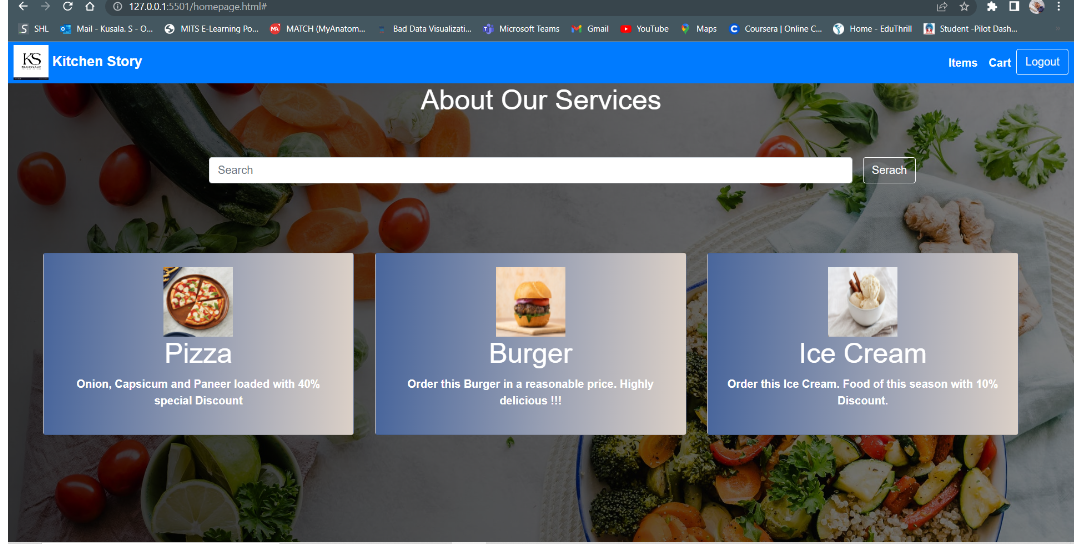 127.0.0.1:5501/homepage.html#
SHL Mail - Kusala. S - O... MITS E-Learning Po... MATCH (MyAnatom... Bad Data Visualizati... Microsoft Teams Gmail YouTube Maps Coursera | Online C... Home - EduThrill Student -Pilot Dash...
KS Kitchen Story Items Cart Logout
About Our Services
Search Serach
Pizza
Onion, Capsicum and Paneer loaded with 40%
special Discount
Burger
Order this Burger in a reasonable price. Highly
delicious !!!
Ice Cream
Order this Ice Cream. Food of this season with 10%
Discount.